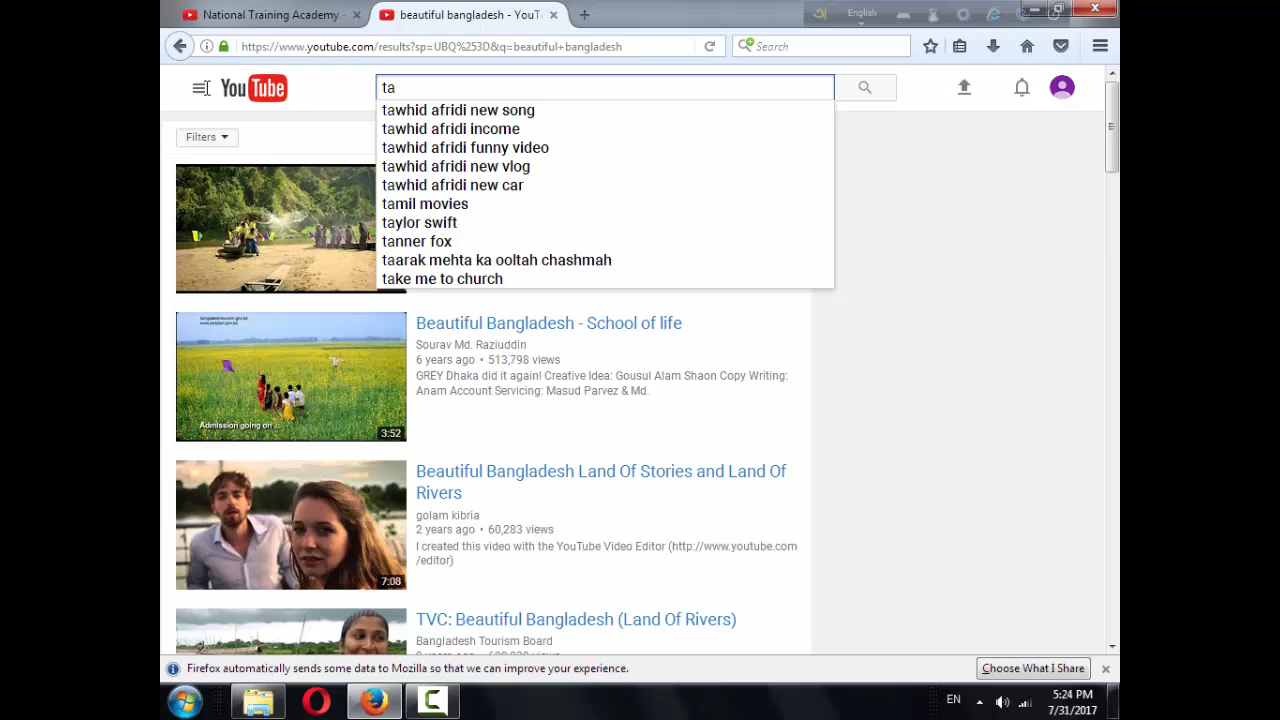 National Training Academy -
beautiful bangladesh - YouT
English
https://www.youtube.com/results?sp=UBQ%253D&q=beautiful+bangladesh
Search
YouTube
ta
tawhid afridi new song
tawhid afridi income
tawhid afridi funny video
tawhid afridi new vlog
tawhid afridi new car
tamil movies
taylor swift
tanner fox
taarak mehta ka ooltah chashmah
take me to church
Filters
Beautiful Bangladesh - School of life
Sourav Md. Raziuddin
6 years ago • 513,798 views
GREY Dhaka did it again! Creative Idea: Gousul Alam Shaon Copy Writing:
Anam Account Servicing: Masud Parvez & Md.
Admission going on ...
3:52
Beautiful Bangladesh Land Of Stories and Land Of
Rivers
golam kibria
2 years ago • 60,283 views
I created this video with the YouTube Video Editor (http://www.youtube.com
/editor)
7:08
TVC: Beautiful Bangladesh (Land Of Rivers)
Bangladesh Tourism Board
Firefox automatically sends some data to Mozilla so that we can improve your experience.
Choose What I Share
EN
5:24 PM
7/31/2017